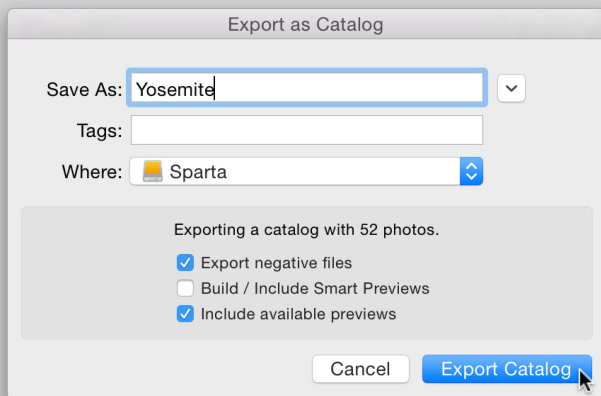 Export as Catalog
Save As: Yosemite
Tags:
Where: Sparta
Exporting a catalog with 52 photos.
Export negative files
Build / Include Smart Previews
Include available previews
Cancel Export Catalog